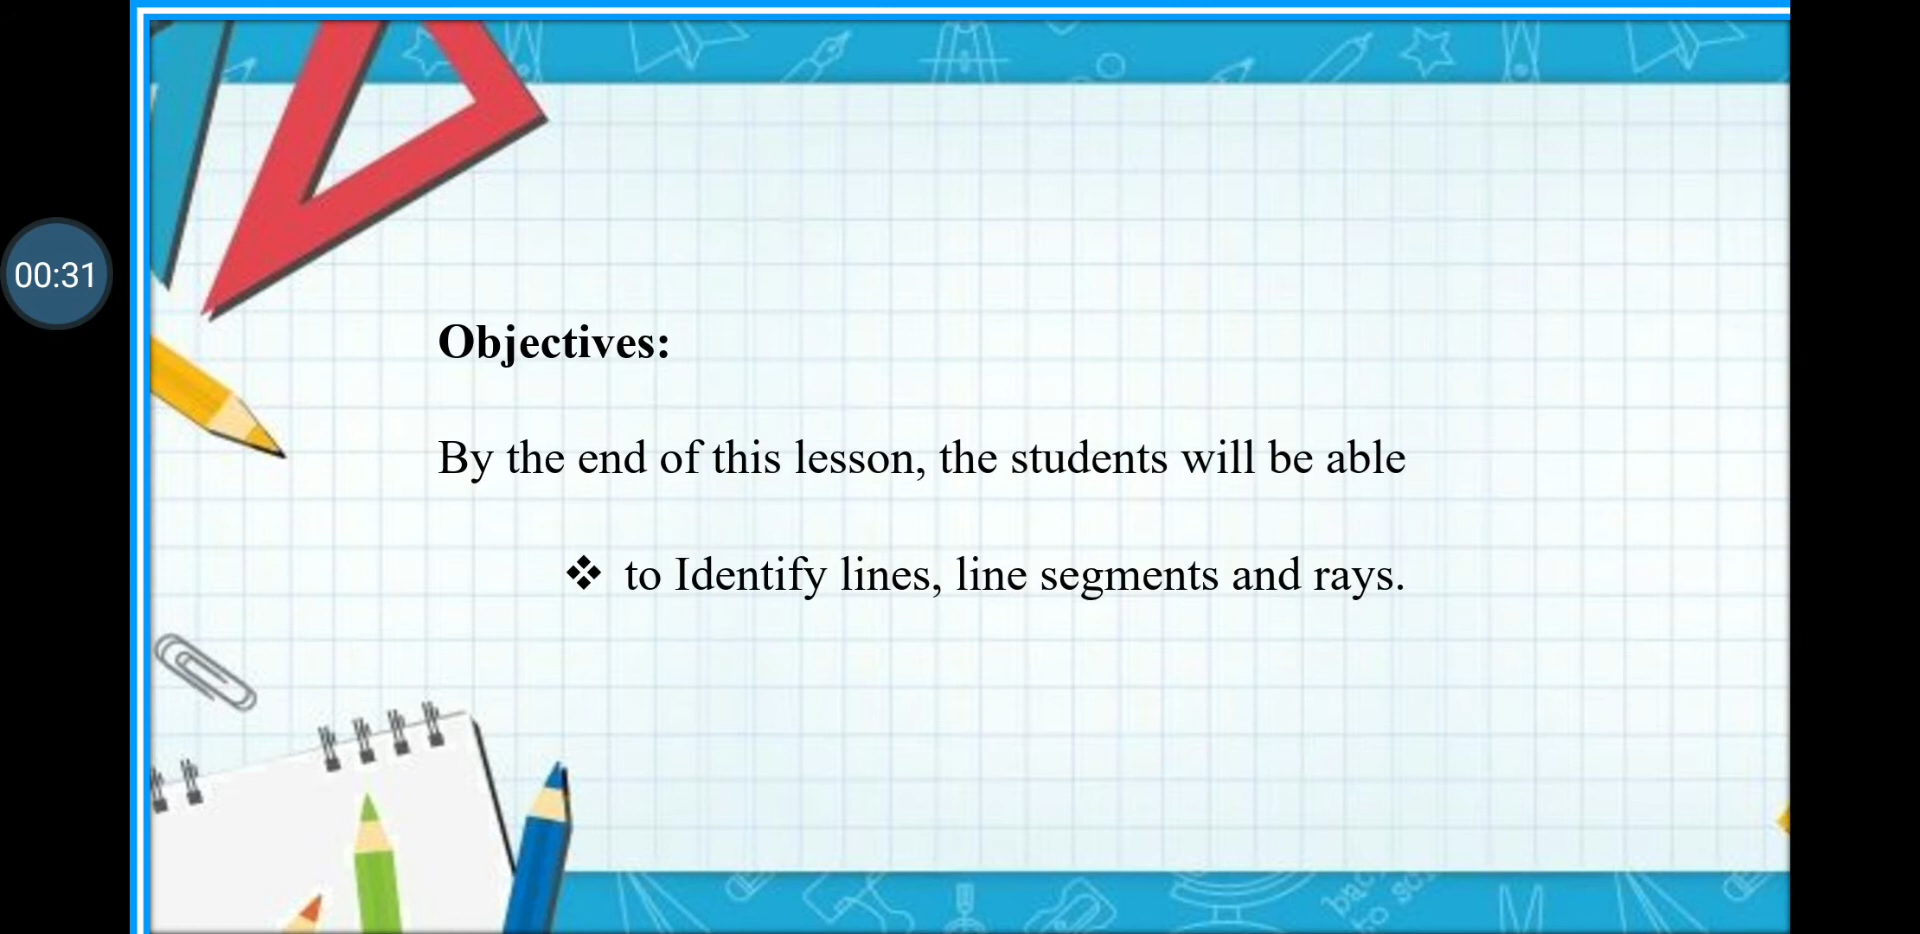 00:31
Objectives:
By the end of this lesson, the students will be able
❖ to Identify lines, line segments and rays.